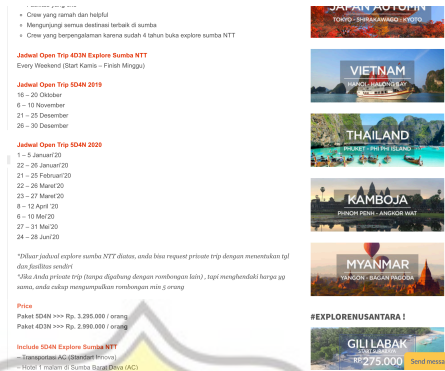 Crew yang ramah dan helpful
Mengunjungi semua destinasi terbaik di sumba
Crew yang berpengalaman karena sudah 4 tahun buka explore sumba NTT
Jadwal Open Trip 4D3N Explore Sumba NTT
Every Weekend (Start Kamis – Finish Minggu)
Jadwal Open Trip 5D4N 2019
16 – 20 Oktober
6 – 10 November
21 – 25 Desember
26 – 30 Desember
Jadwal Open Trip 5D4N 2020
1 – 5 Januari'20
22 – 26 Januari'20
21 – 25 Februari'20
22 – 26 Maret'20
23 – 27 Maret'20
8 – 12 April '20
6 – 10 Mei'20
27 – 31 Mei'20
24 – 28 Jun'20
*Diluar jadual explore sumba NTT diatas, anda bisa request private trip dengan menentukan tgl
dan fasilitas sendiri
*Jika Anda private trip (tanpa digabung dengan rombongan lain) , tapi menghendaki harga yg
sama, anda cukup mengumpulkan rombongan min 5 orang
Price
Paket 5D4N >>> Rp. 3.295.000 / orang
Paket 4D3N >>> Rp. 2.990.000 / orang
Include 5D4N Explore Sumba NTT
– Transportasi AC (Standart Innova)
– Hotel 1 malam di Sumba Barat Daya (AC)
JAPAN AUTUMN
TOKYO - SHIRAKAWAGO - KYOTO
VIETNAM
HANOI - HALONG BAY
THAILAND
PHUKET - PHI PHI ISLAND
KAMBOJA
PHNOM PENH - ANGKOR WAT
MYANMAR
YANGON - BAGAN PAGODA
#EXPLORENUSANTARA !
GILI LABAK
START SURABAYA
RP.275.000
Send messa